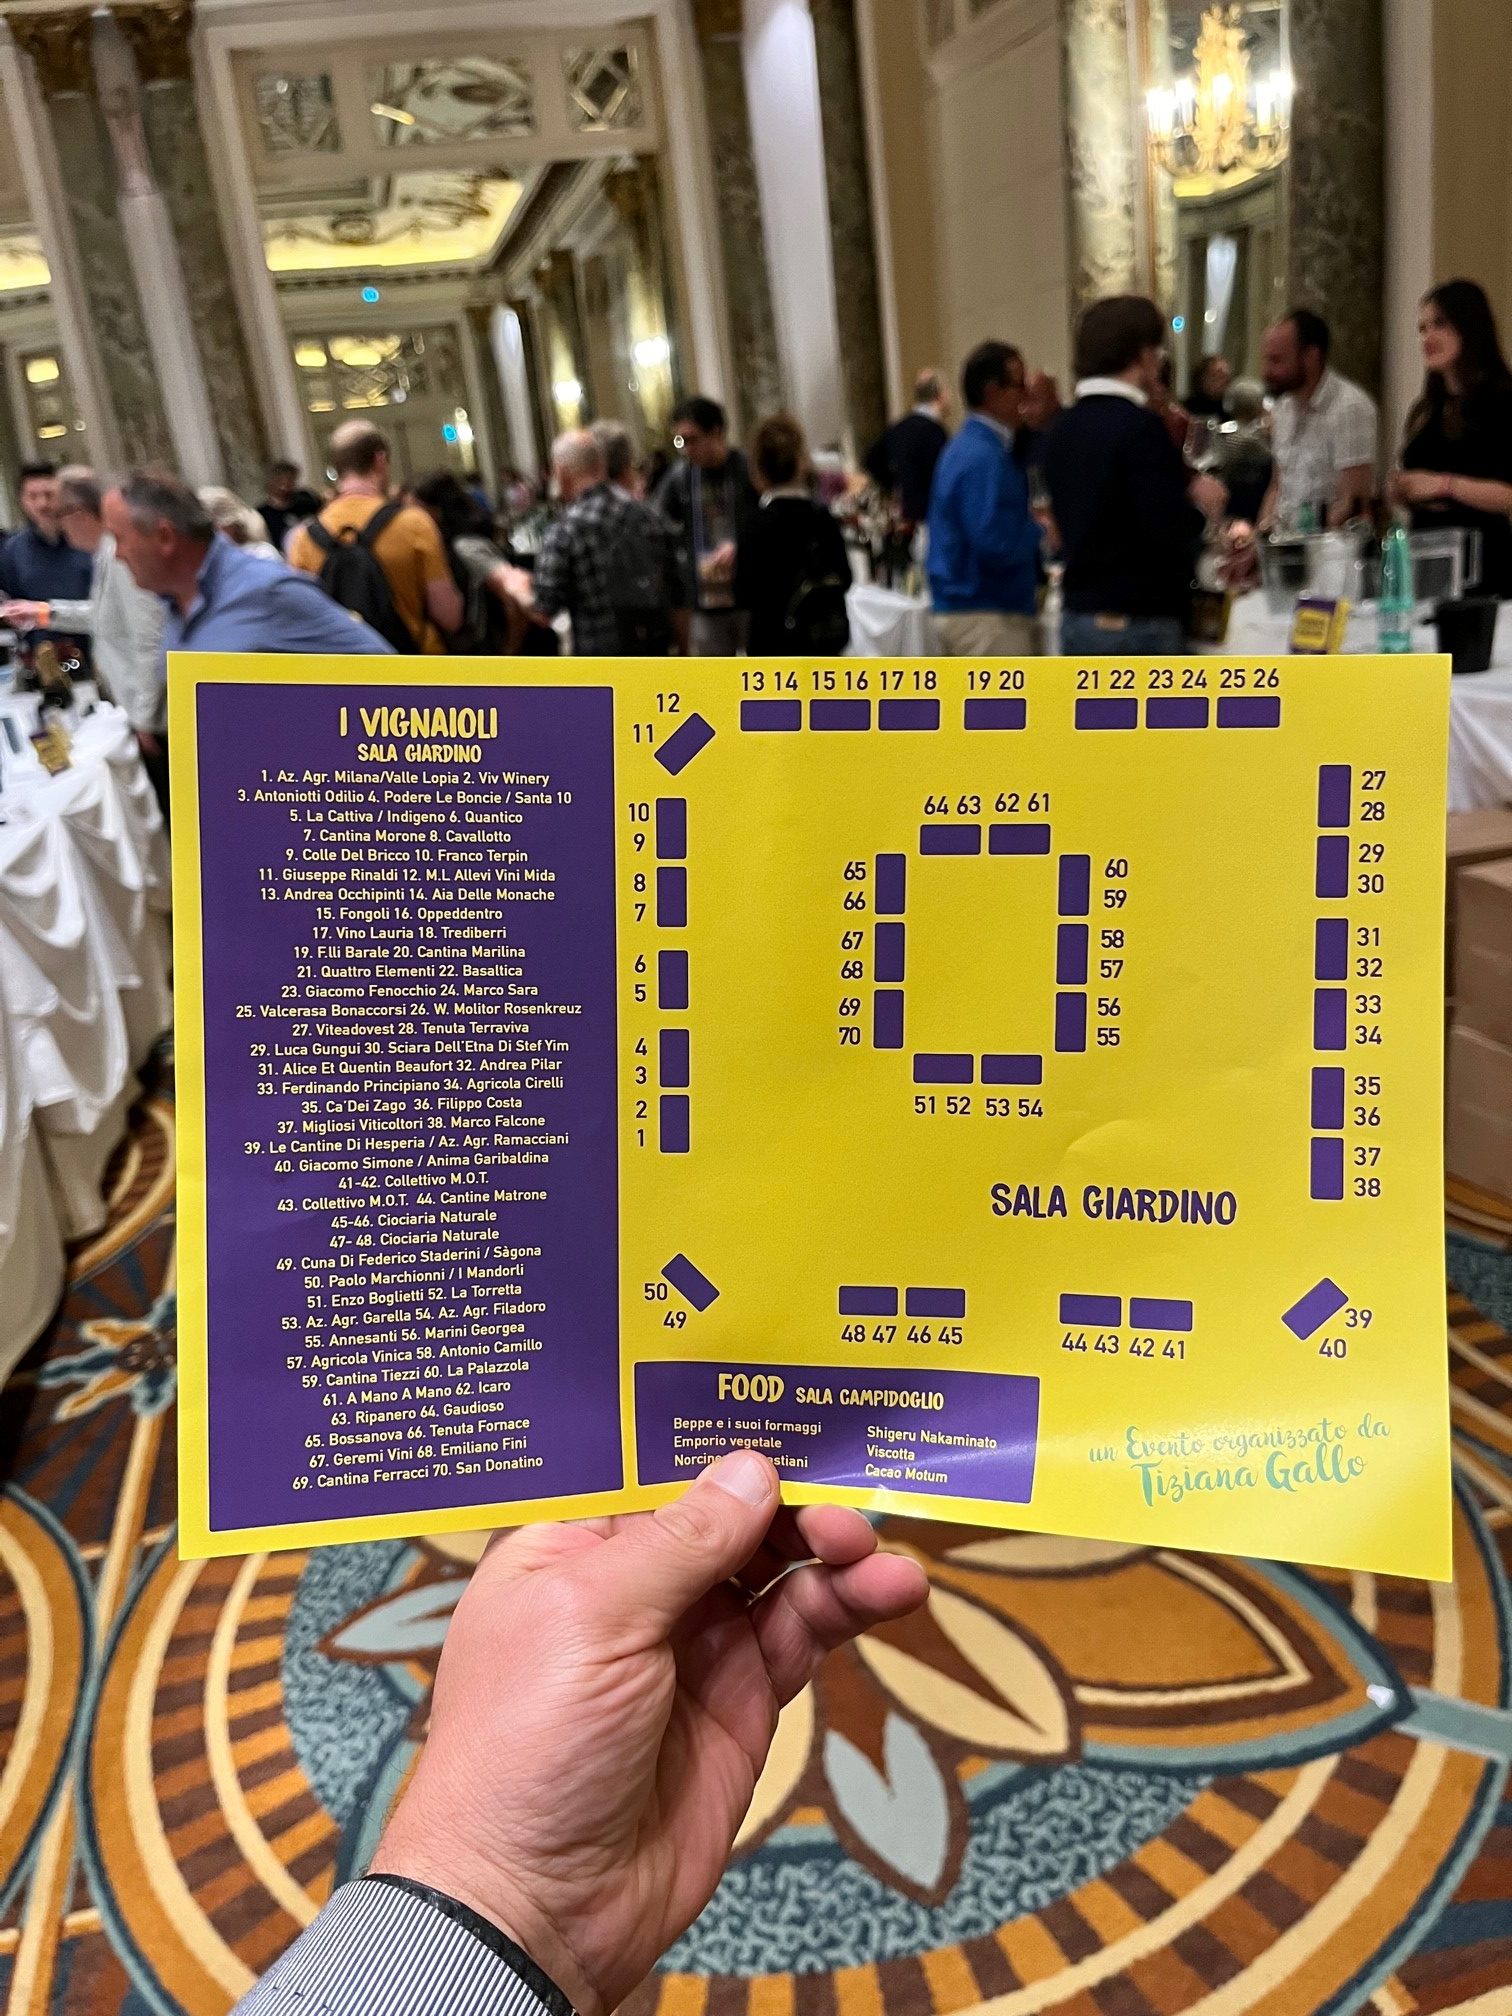 I VIGNAIOLI
SALA GIARDINO
1. Az. Agr. Milana/Valle Lopia 2. Viv Winery
3. Antoniotti Odilio 4. Podere Le Boncie / Santa 10
5. La Cattiva / Indigeno 6. Quantico
7. Cantina Morone 8. Cavallotto
9. Colle Del Bricco 10. Franco Terpin
11. Giuseppe Rinaldi 12. M.L Allevi Vini Mida
13. Andrea Occhipinti 14. Aia Delle Monache
15. Fongoli 16. Oppeddentro
17. Vino Lauria 18. Trediberri
19. F.lli Barale 20. Cantina Marilina
21. Quattro Elementi 22. Basaltica
23. Giacomo Fenocchio 24. Marco Sara
25. Valcerasa Bonaccorsi 26. W. Molitor Rosenkreuz
27. Viteadovest 28. Tenuta Terraviva
29. Luca Gungui 30. Sciara Dell'Etna Di Stef Yim
31. Alice Et Quentin Beaufort 32. Andrea Pilar
33. Ferdinando Principiano 34. Agricola Cirelli
35. Ca'Dei Zago 36. Filippo Costa
37. Migliosi Viticoltori 38. Marco Falcone
39. Le Cantine Di Hesperia / Az. Agr. Ramacciani
40. Giacomo Simone / Anima Garibaldina
41-42. Collettivo M.O.T.
43. Collettivo M.O.T. 44. Cantine Matrone
45-46. Ciociaria Naturale
47- 48. Ciociaria Naturale
49. Cuna Di Federico Staderini / Sàgona
50. Paolo Marchionni / I Mandorli
51. Enzo Boglietti 52. La Torretta
53. Az. Agr. Garella 54. Az. Agr. Filadoro
55. Annesanti 56. Marini Georgea
57. Agricola Vinica 58. Antonio Camillo
59. Cantina Tiezzi 60. La Palazzola
61. A Mano A Mano 62. Icaro
63. Ripanero 64. Gaudioso
65. Bossanova 66. Tenuta Fornace
67. Geremi Vini 68. Emiliano Fini
69. Cantina Ferracci 70. San Donatino
12
11
10
9
8
7
6
5
4
3
2
1
13 14 15 16 17 18 19 20 21 22 23 24 25 26
27
28
29
30
31
32
33
34
35
36
37
38
64 63 62 61
65
66
67
68
69
70
60
59
58
57
56
55
51 52 53 54
SALA GIARDINO
50
49
48 47 46 45
44 43 42 41
39
40
FOOD SALA CAMPIDOGLIO
Beppe e i suoi formaggi
Emporio vegetale
Shigeru Nakaminato
Viscotta
Cacao Motum
un Evento organizzato da
Tiziana Gallo